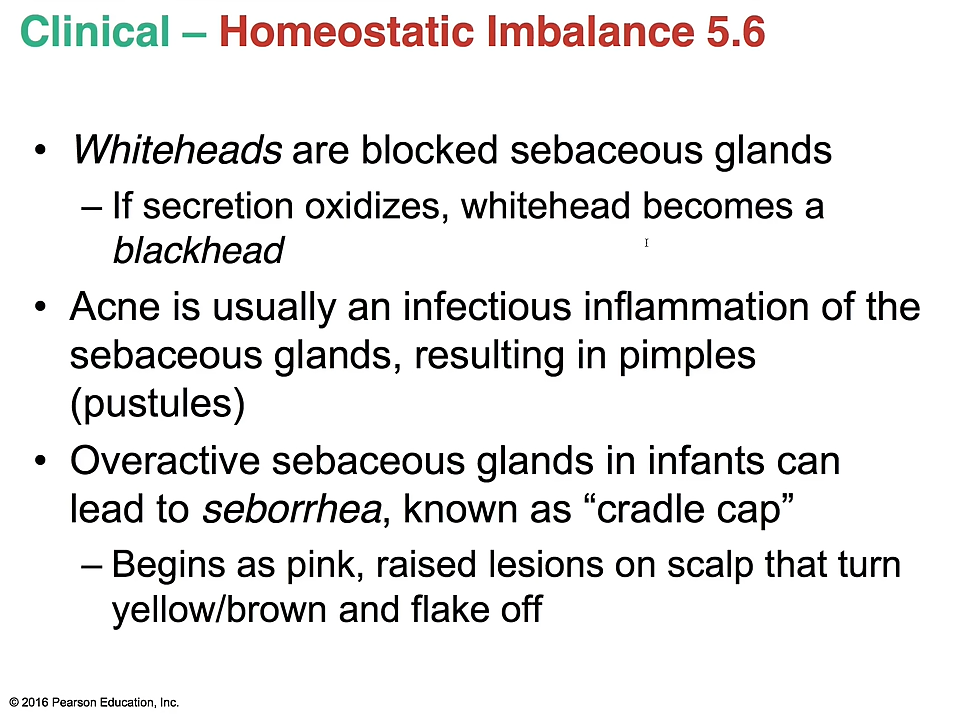 Clinical – Homeostatic Imbalance 5.6
• Whiteheads are blocked sebaceous glands
– If secretion oxidizes, whitehead becomes a
blackhead
• Acne is usually an infectious inflammation of the
sebaceous glands, resulting in pimples
(pustules)
• Overactive sebaceous glands in infants can
lead to seborrhea, known as “cradle cap”
– Begins as pink, raised lesions on scalp that turn
yellow/brown and flake off
© 2016 Pearson Education, Inc.